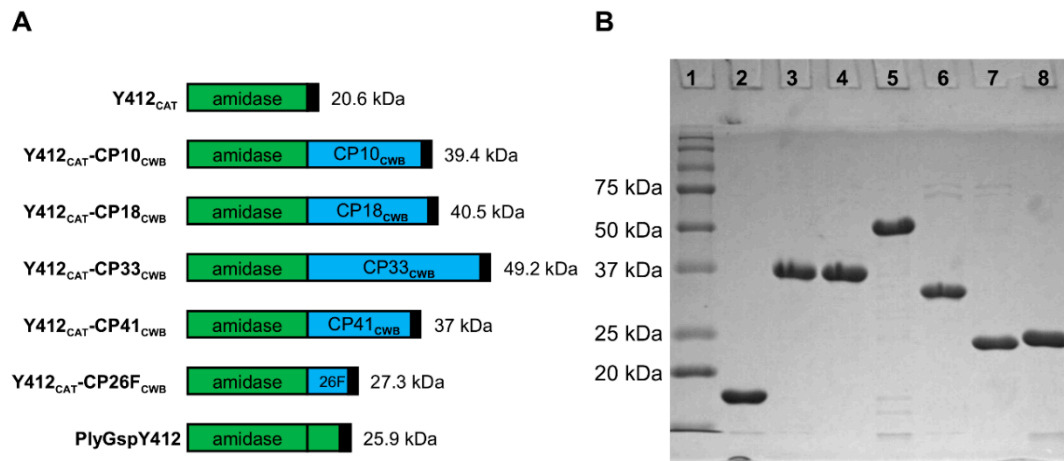 A
Y412CAT amidase 20.6 kDa
Y412CAT-CP10CWB amidase CP10CWB 39.4 kDa
Y412CAT-CP18CWB amidase CP18CWB 40.5 kDa
Y412CAT-CP33CWB amidase CP33CWB 49.2 kDa
Y412CAT-CP41CWB amidase CP41CWB 37 kDa
Y412CAT-CP26FCWB amidase 26F 27.3 kDa
PlyGspY412 amidase 25.9 kDa
B
1 2 3 4 5 6 7 8
75 kDa
50 kDa
37 kDa
25 kDa
20 kDa